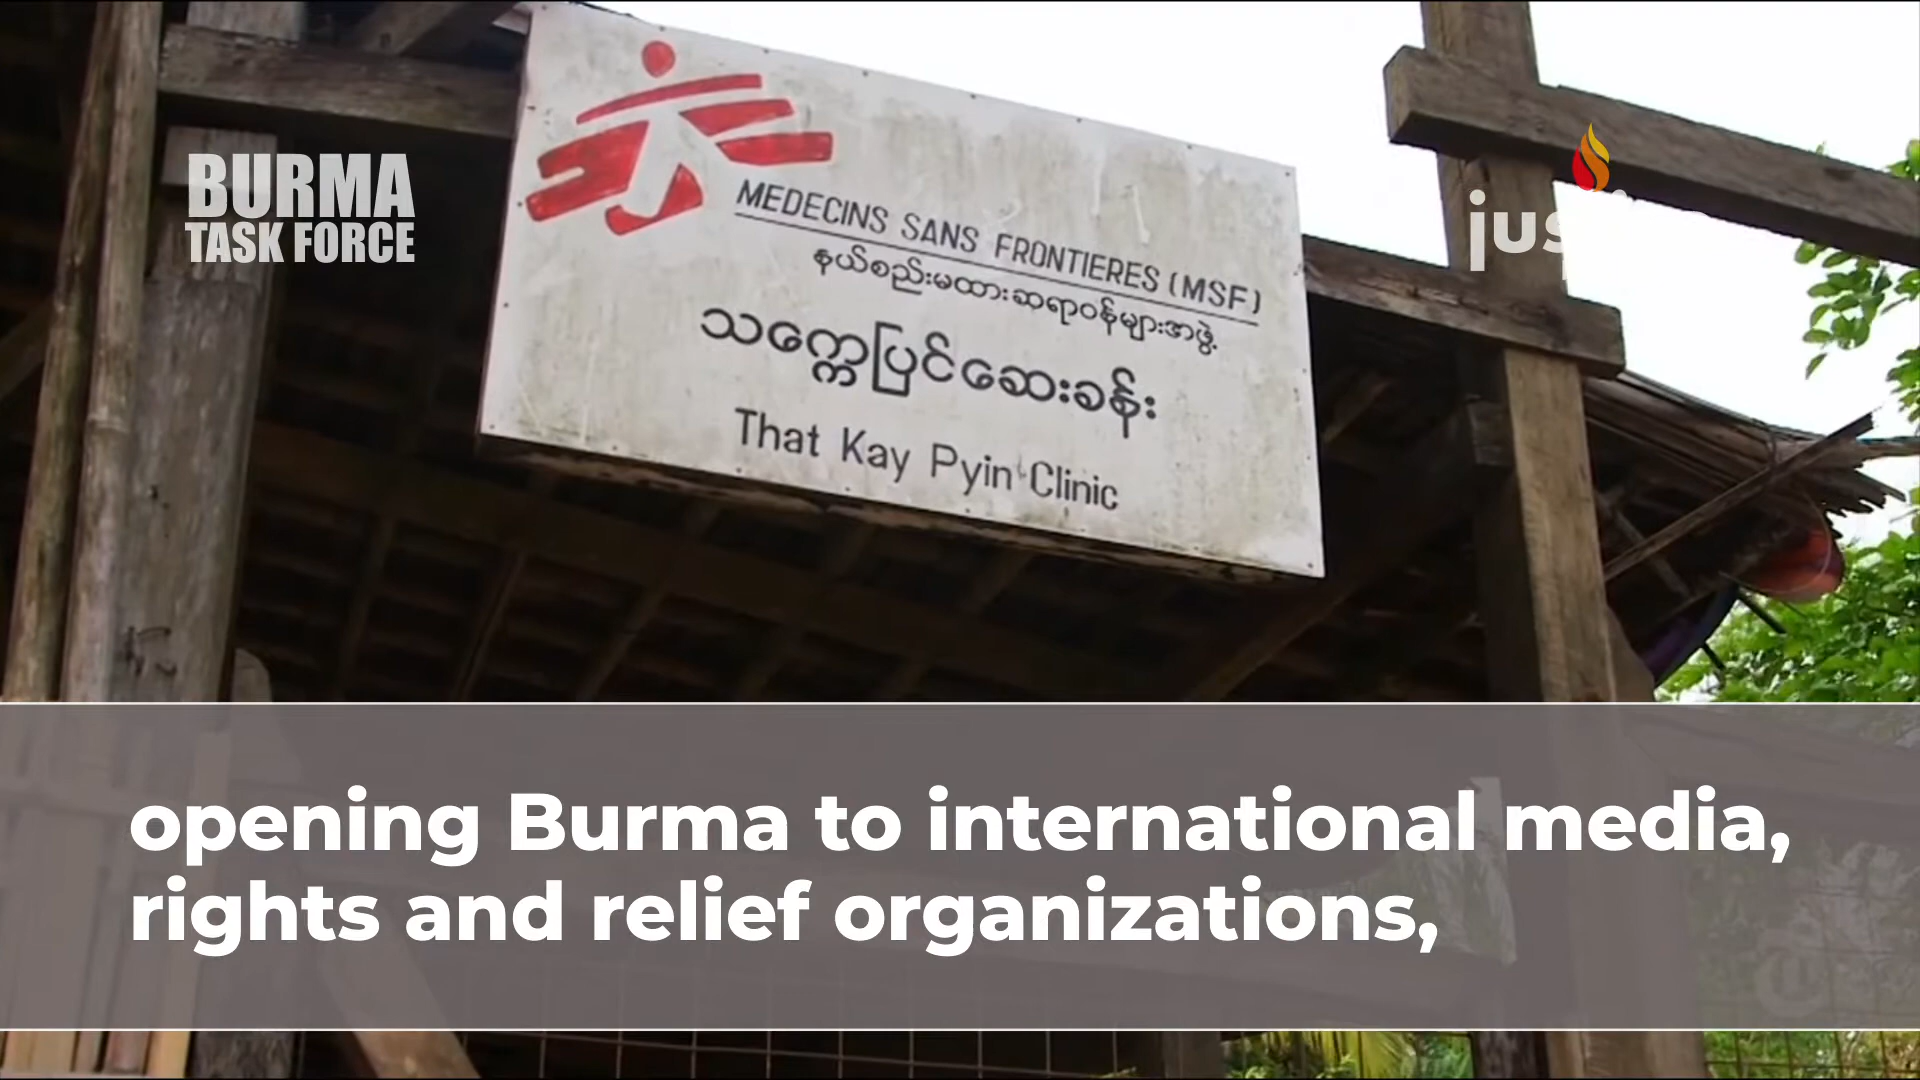 BURMA
TASK FORCE
MEDECINS SANS FRONTIERES (MSF)
နယ်စည်းမထားဆရာဝန်များအဖွဲ့
သက္ကေပြင်ဆေးခန်း
That Kay Pyin Clinic
opening Burma to international media,
rights and relief organizations,